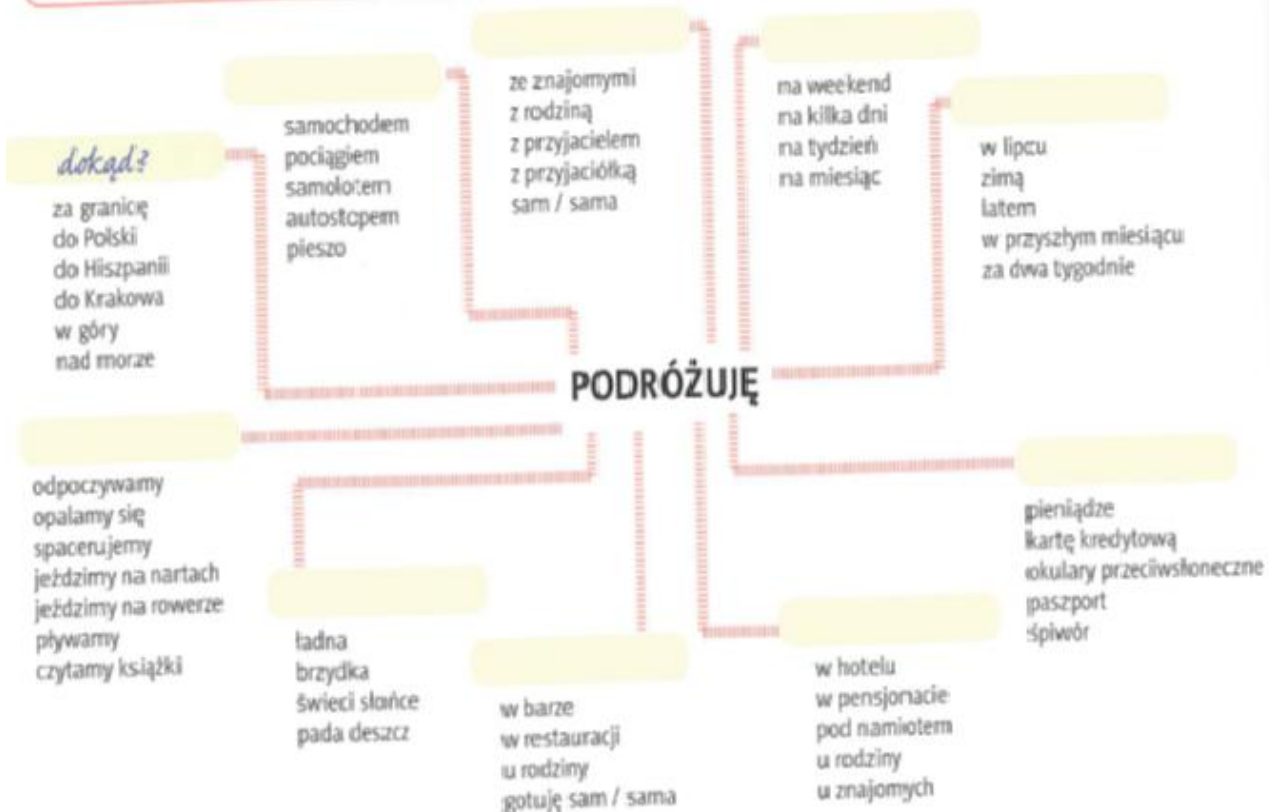 dokąd?
za granicę
do Polski
do Hiszpanii
do Krakowa
w góry
nad morze
samochodem
pociągiem
samolotem
autostopem
pieszo
ze znajomymi
z rodziną
z przyjacielem
z przyjaciółką
sam / sama
na weekend
na kilka dni
na tydzień
na miesiąc
w lipcu
zimą
latem
w przyszłym miesiącu
za dwa tygodnie
PODRÓŻUJĘ
odpoczywamy
opalamy się
spacerujemy
jeździmy na nartach
jeździmy na rowerze
pływamy
czytamy książki
ładna
brzydka
świeci słońce
pada deszcz
w barze
w restauracji
u rodziny
gotuję sam / sama
w hotelu
w pensjonacie
pod namiotem
u rodziny
u znajomych
pieniądze
kartę kredytową
okulary przeciwsłoneczne
paszport
śpiwór